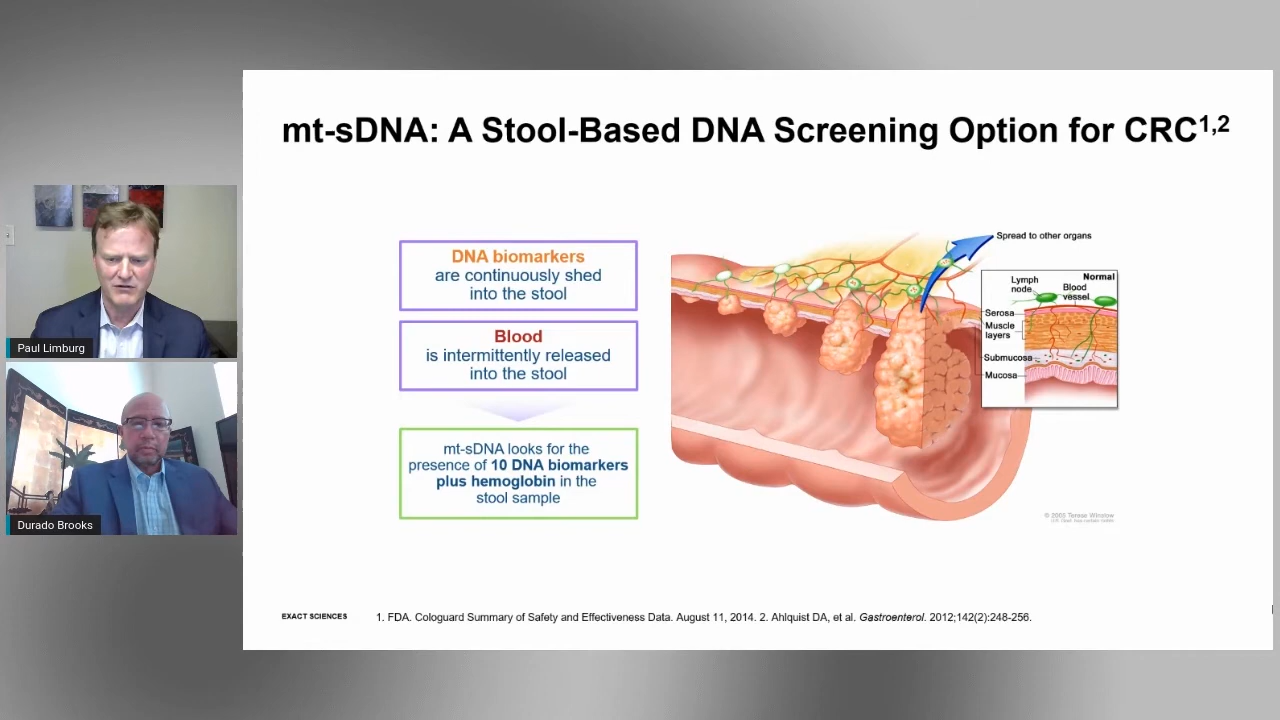 mt-sDNA: A Stool-Based DNA Screening Option for CRC1,2
Paul Limburg
Durado Brooks
DNA biomarkers
are continuously shed
into the stool
Blood
is intermittently released
into the stool
mt-sDNA looks for the
presence of 10 DNA biomarkers
plus hemoglobin in the
stool sample
Spread to other organs
Normal
Lymph
node
Blood
vessel
Serosa
Muscle
layers
Submucosa
Mucosa
© 2005 Terese Winslow
EXACT SCIENCES
1. FDA. Cologuard Summary of Safety and Effectiveness Data. August 11, 2014. 2. Ahlquist DA, et al. Gastroenterol. 2012;142(2):248-256.